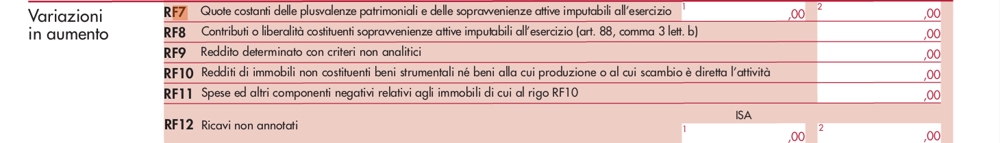 Variazioni
in aumento
RF7 Quote costanti delle plusvalenze patrimoniali e delle sopravvenienze attive imputabili all'esercizio 1 ,00 2 ,00
RF8 Contributi o liberalità costituenti sopravvenienze attive imputabili all'esercizio (art. 88, comma 3 lett. b) ,00
RF9 Reddito determinato con criteri non analitici ,00
RF10 Redditi di immobili non costituenti beni strumentali né beni alla cui produzione o al cui scambio è diretta l'attività ,00
RF11 Spese ed altri componenti negativi relativi agli immobili di cui al rigo RF10 ,00
ISA
RF12 Ricavi non annotati 1 ,00 2 ,00